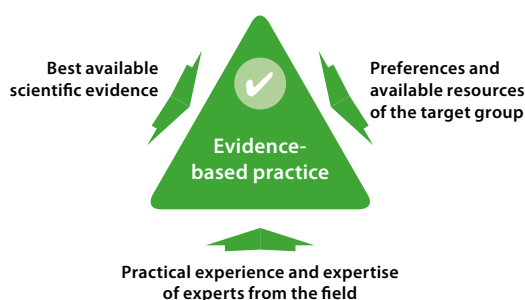 Best available
scientific evidence
Preferences and
available resources
of the target group
Evidence-
based practice
Practical experience and expertise
of experts from the field